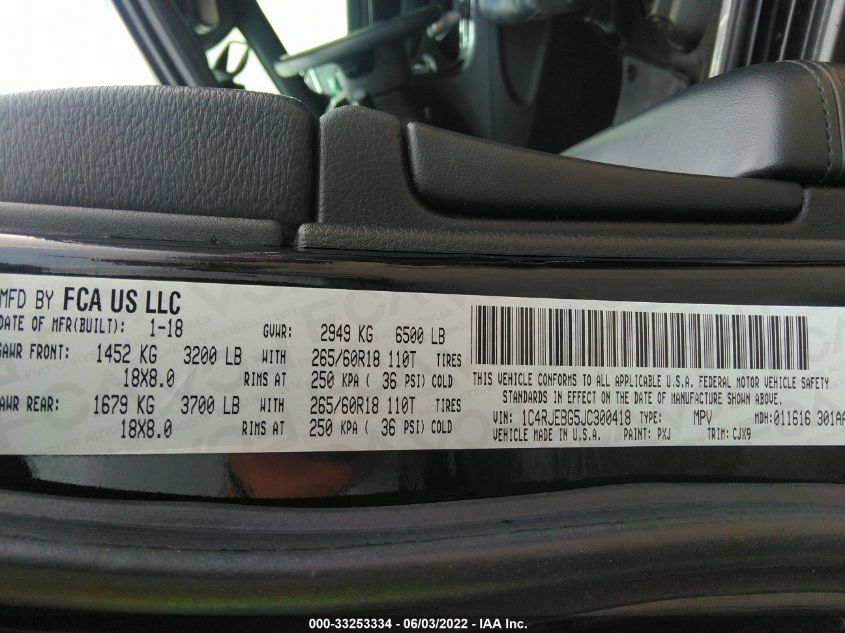 MFD BY FCA US LLC
DATE OF MFR(BUILT): 1-18 GVWR: 2949 KG 6500 LB
GAWR FRONT: 1452 KG 3200 LB WITH 265/60R18 110T TIRES
18X8.0 RIMS AT 250 KPA ( 36 PSI) COLD
AWR REAR: 1679 KG 3700 LB WITH 265/60R18 110T TIRES
18X8.0 RIMS AT 250 KPA ( 36 PSI) COLD
THIS VEHICLE CONFORMS TO ALL APPLICABLE U.S.A. FEDERAL MOTOR VEHICLE SAFETY
STANDARDS IN EFFECT ON THE DATE OF MANUFACTURE SHOWN ABOVE.
VIN: 1C4RJEBG5JC300418 TYPE: MPV MDH: 011616 301AA
VEHICLE MADE IN U.S.A. PAINT: PXJ TRIM: CJX9
000-33253334 - 06/03/2022 - IAA Inc.